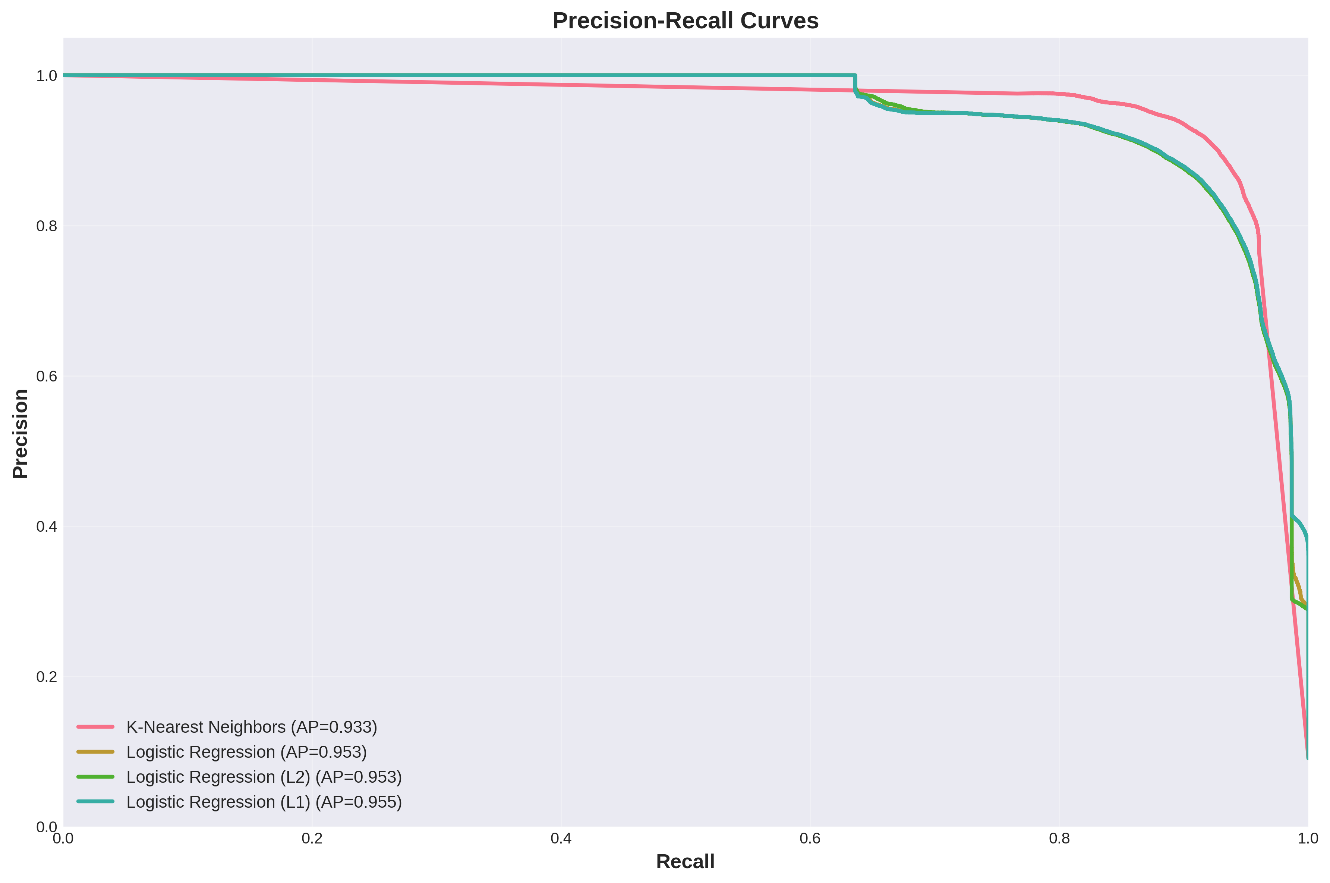 Precision-Recall Curves
1.0
0.8
0.6
0.4
0.2
0.0
Precision
K-Nearest Neighbors (AP=0.933)
Logistic Regression (AP=0.953)
Logistic Regression (L2) (AP=0.953)
Logistic Regression (L1) (AP=0.955)
0.0 0.2 0.4 0.6 0.8 1.0
Recall